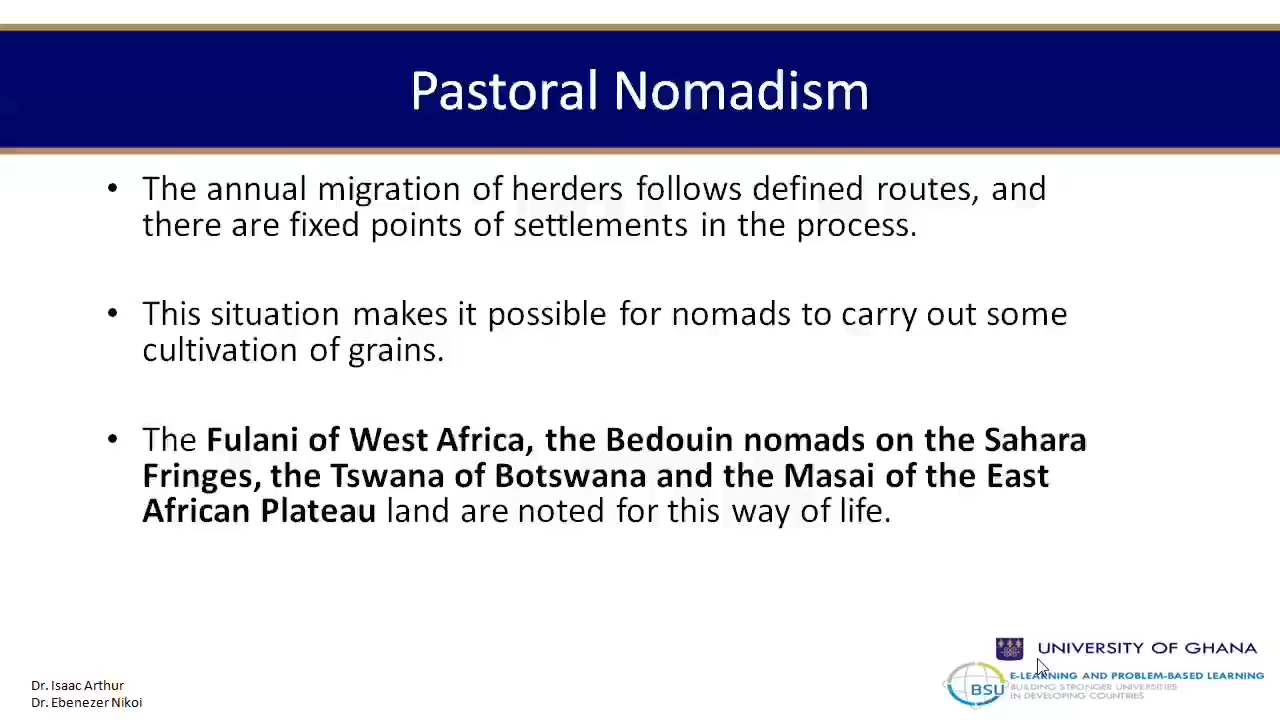 Pastoral Nomadism
• The annual migration of herders follows defined routes, and
there are fixed points of settlements in the process.
• This situation makes it possible for nomads to carry out some
cultivation of grains.
• The Fulani of West Africa, the Bedouin nomads on the Sahara
Fringes, the Tswana of Botswana and the Masai of the East
African Plateau land are noted for this way of life.
UNIVERSITY OF GHANA
BSU
E-LEARNING AND PROBLEM-BASED LEARNING
BUILDING STRONGER UNIVERSITIES
IN DEVELOPING COUNTRIES
Dr. Isaac Arthur
Dr. Ebenezer Nikoi